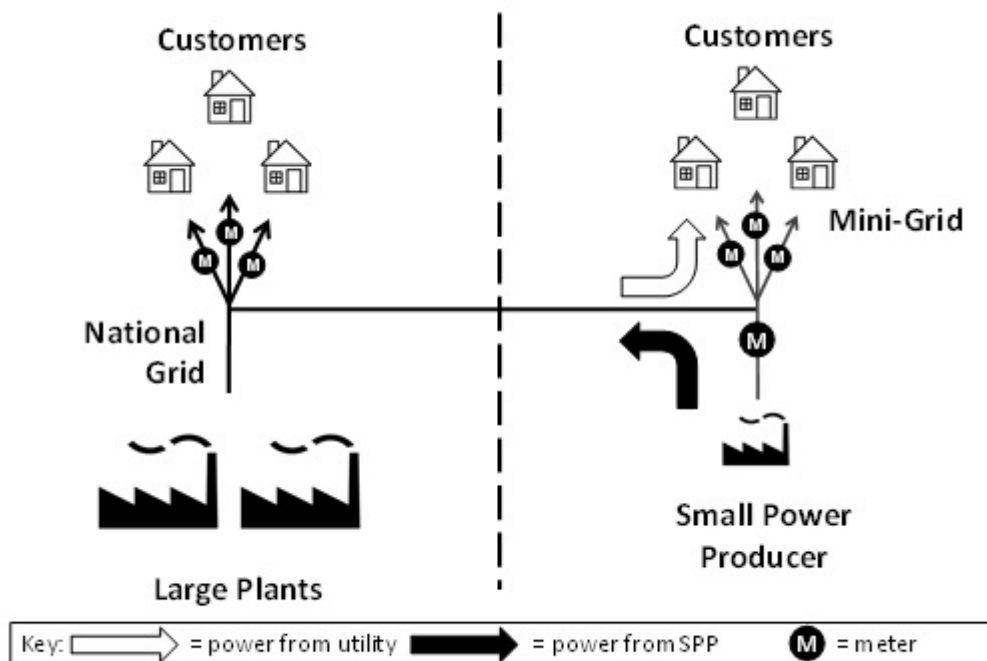 Customers
Customers
M
M
M
M
M
M
Mini-Grid
National
Grid
M
Small Power
Producer
Large Plants
Key: = power from utility = power from SPP M = meter